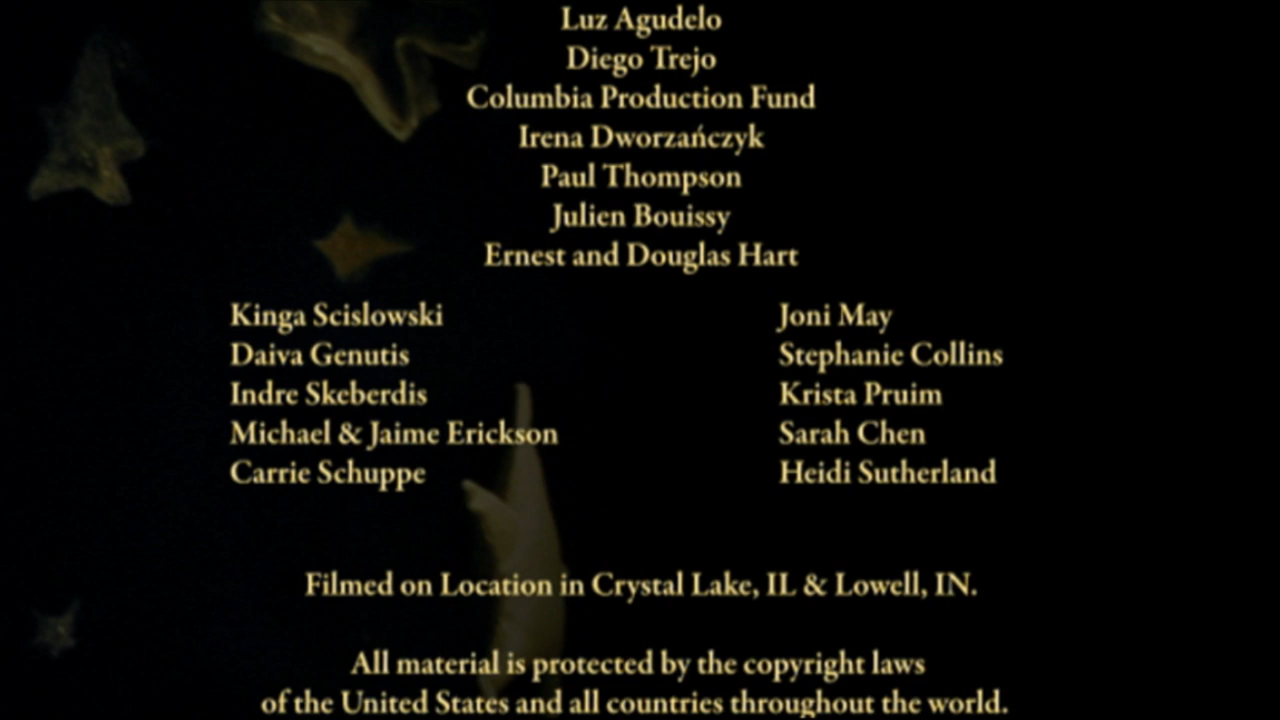 Luz Agudelo
Diego Trejo
Columbia Production Fund
Irena Dworzańczyk
Paul Thompson
Julien Bouissy
Ernest and Douglas Hart
Kinga Scislowski
Joni May
Daiva Genutis
Stephanie Collins
Indre Skeberdis
Krista Pruim
Michael & Jaime Erickson
Sarah Chen
Carrie Schuppe
Heidi Sutherland
Filmed on Location in Crystal Lake, IL & Lowell, IN.
All material is protected by the copyright laws
of the United States and all countries throughout the world.